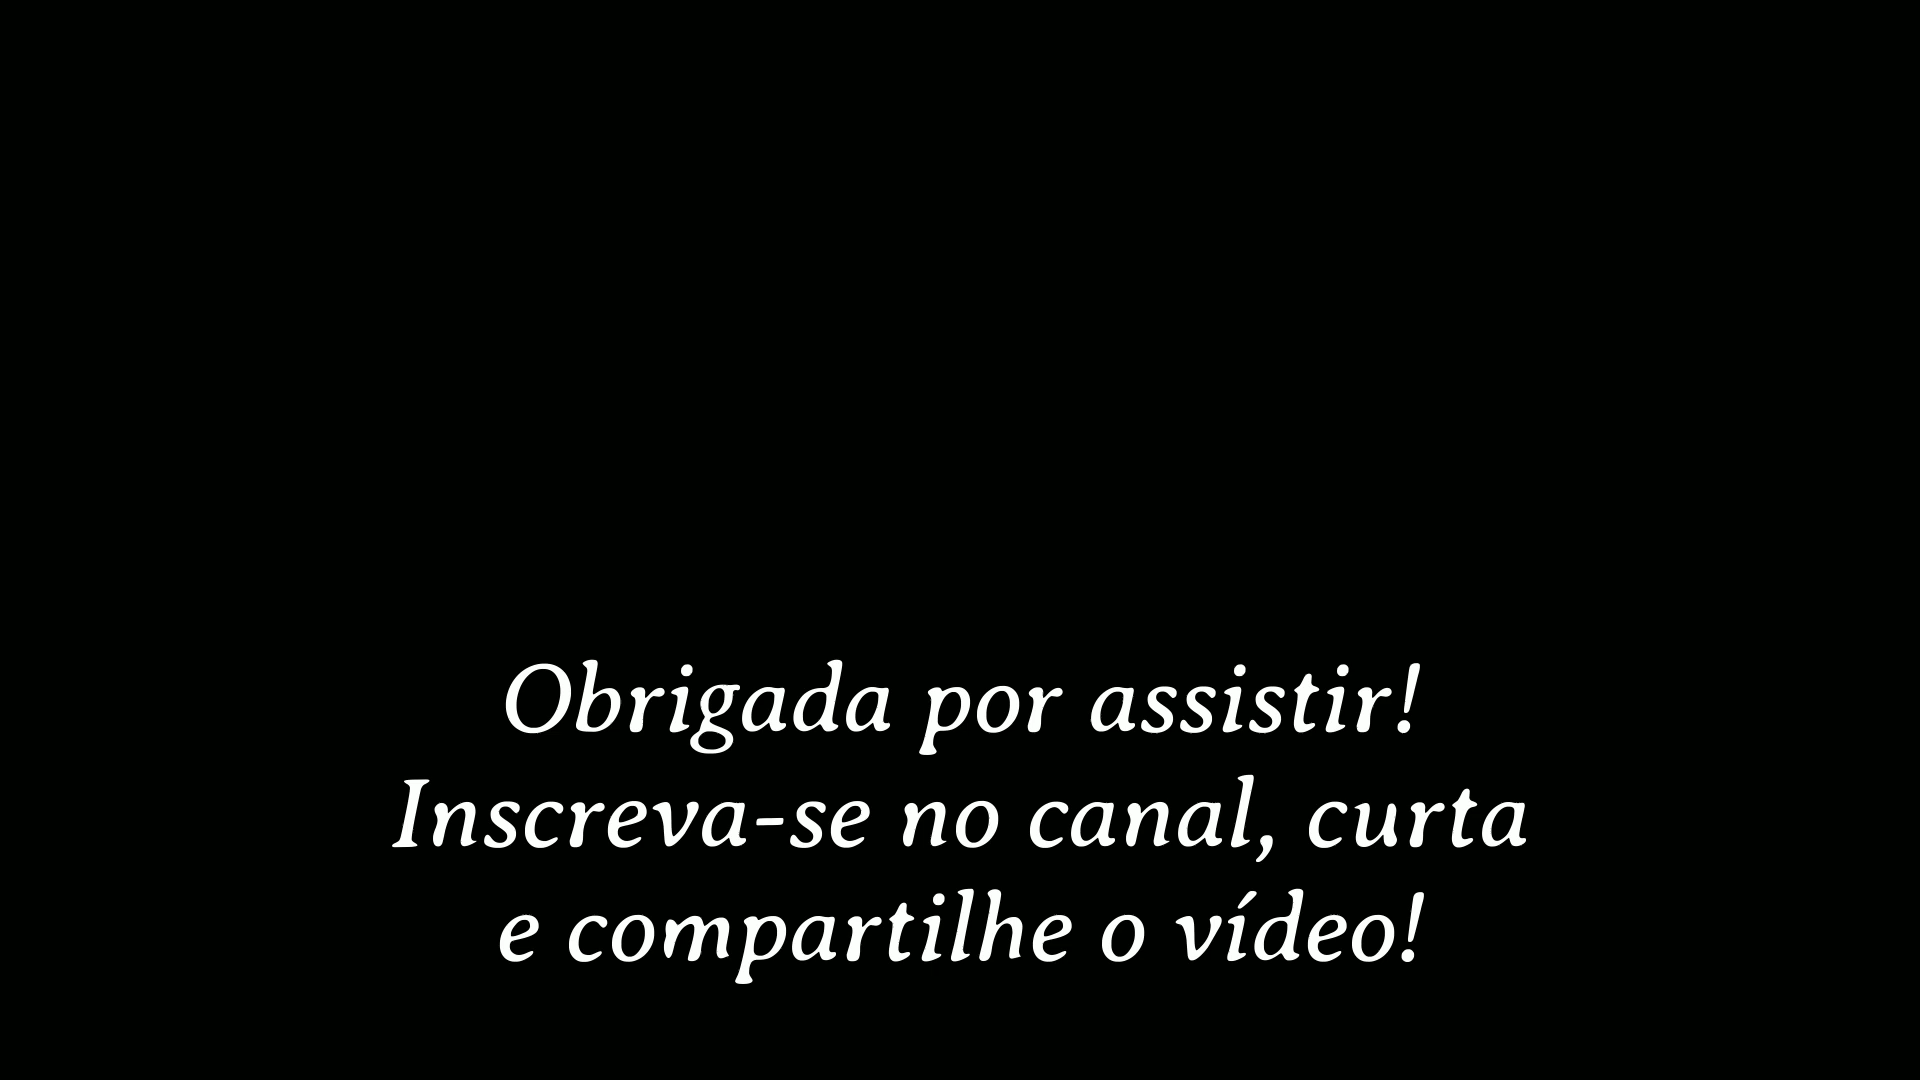 Obrigada por assistir!
Inscreva-se no canal, curta
e compartilhe o vídeo!